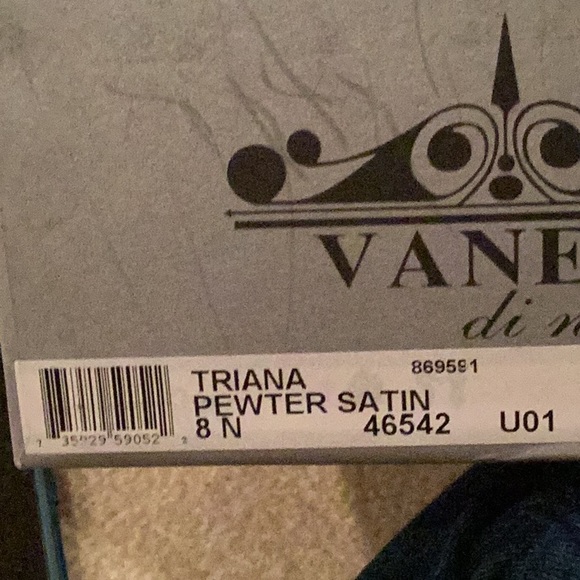 VANE
di n
869591
TRIANA
PEWTER SATIN
8 N 46542 U01